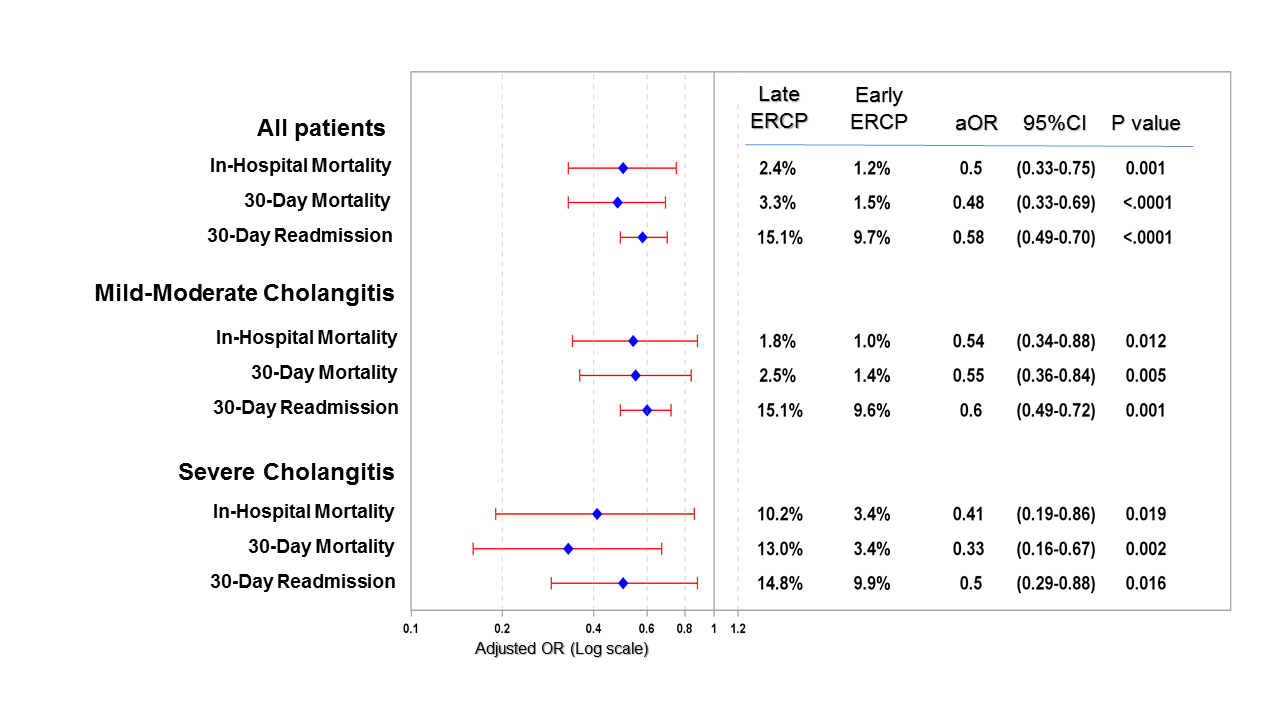 Late Early
ERCP ERCP aOR 95%CI P value
All patients
In-Hospital Mortality 2.4% 1.2% 0.5 (0.33-0.75) 0.001
30-Day Mortality 3.3% 1.5% 0.48 (0.33-0.69) <.0001
30-Day Readmission 15.1% 9.7% 0.58 (0.49-0.70) <.0001
Mild-Moderate Cholangitis
In-Hospital Mortality 1.8% 1.0% 0.54 (0.34-0.88) 0.012
30-Day Mortality 2.5% 1.4% 0.55 (0.36-0.84) 0.005
30-Day Readmission 15.1% 9.6% 0.6 (0.49-0.72) 0.001
Severe Cholangitis
In-Hospital Mortality 10.2% 3.4% 0.41 (0.19-0.86) 0.019
30-Day Mortality 13.0% 3.4% 0.33 (0.16-0.67) 0.002
30-Day Readmission 14.8% 9.9% 0.5 (0.29-0.88) 0.016
0.1 0.2 0.4 0.6 0.8 1 1.2
Adjusted OR (Log scale)